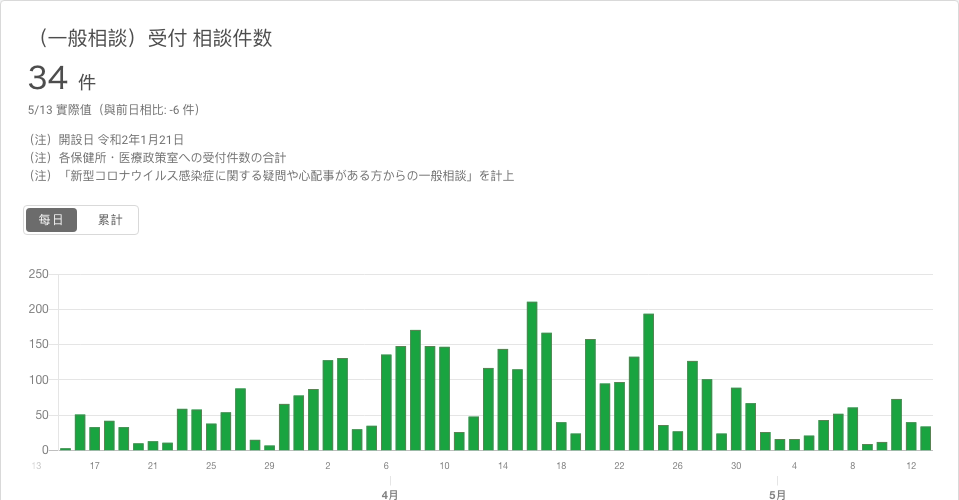 （一般相談）受付 相談件数
34 件
5/13 實際值（與前日相比: -6 件）
（注）開設日 令和2年1月21日
（注）各保健所・医療政策室への受付件数の合計
（注）「新型コロナウイルス感染症に関する疑問や心配事がある方からの一般相談」を計上
每日 累計
250
200
150
100
50
0
13 17 21 25 29 2 6 10 14 18 22 26 30 4 8 12
4月 5月